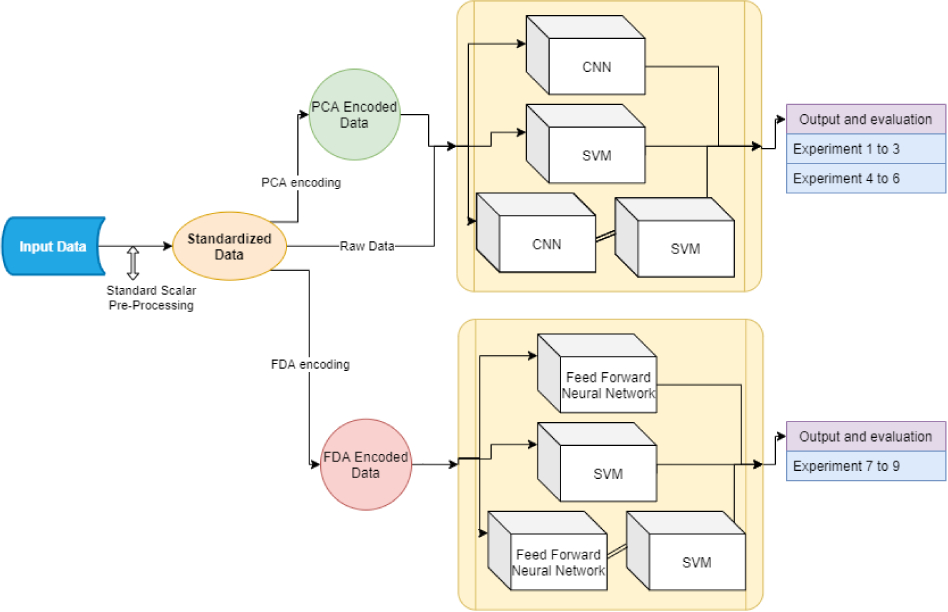 Input Data
Standard Scalar
Pre-Processing
Standardized
Data
PCA encoding
PCA Encoded
Data
Raw Data
FDA encoding
FDA Encoded
Data
CNN
SVM
CNN
SVM
Output and evaluation
Experiment 1 to 3
Experiment 4 to 6
Feed Forward
Neural Network
SVM
Feed Forward
Neural Network
SVM
Output and evaluation
Experiment 7 to 9